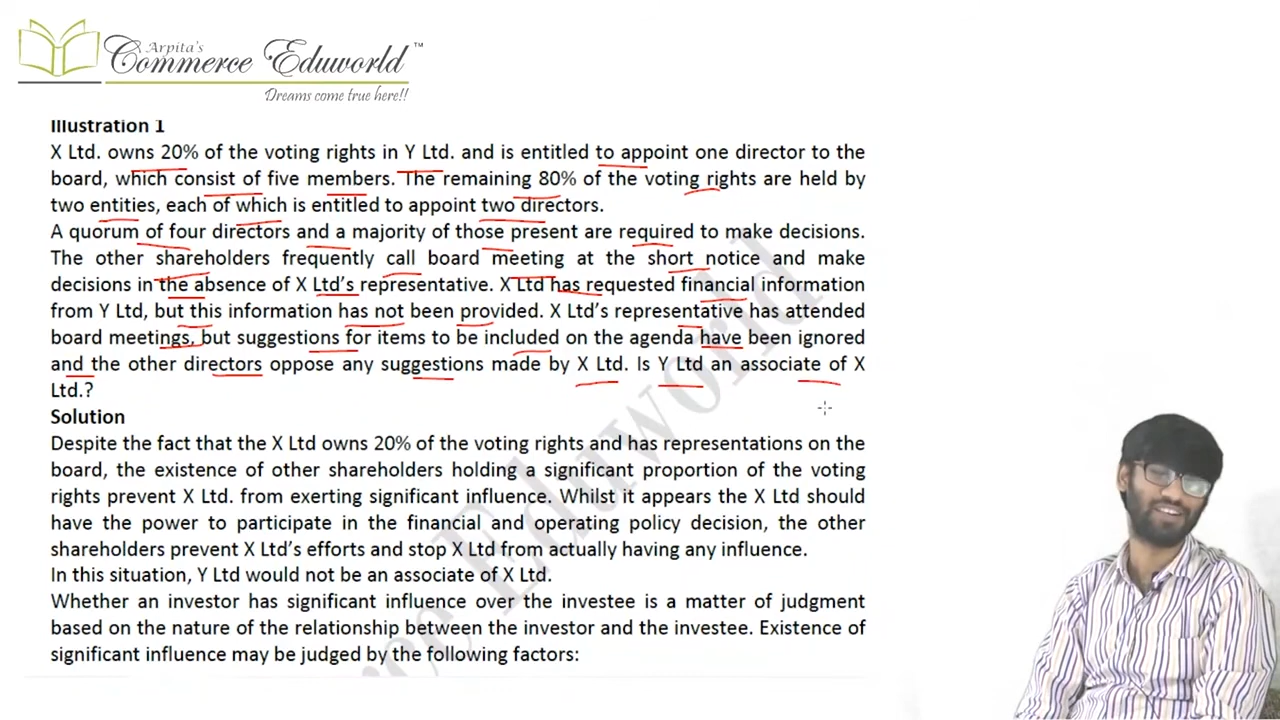 Arpita's
Commerce Eduworld™
Dreams come true here!!
Illustration 1
X Ltd. owns 20% of the voting rights in Y Ltd. and is entitled to appoint one director to the
board, which consist of five members. The remaining 80% of the voting rights are held by
two entities, each of which is entitled to appoint two directors.
A quorum of four directors and a majority of those present are required to make decisions.
The other shareholders frequently call board meeting at the short notice and make
decisions in the absence of X Ltd's representative. X Ltd has requested financial information
from Y Ltd, but this information has not been provided. X Ltd's representative has attended
board meetings, but suggestions for items to be included on the agenda have been ignored
and the other directors oppose any suggestions made by X Ltd. Is Y Ltd an associate of X
Ltd.?
Solution
Despite the fact that the X Ltd owns 20% of the voting rights and has representations on the
board, the existence of other shareholders holding a significant proportion of the voting
rights prevent X Ltd. from exerting significant influence. Whilst it appears the X Ltd should
have the power to participate in the financial and operating policy decision, the other
shareholders prevent X Ltd's efforts and stop X Ltd from actually having any influence.
In this situation, Y Ltd would not be an associate of X Ltd.
Whether an investor has significant influence over the investee is a matter of judgment
based on the nature of the relationship between the investor and the investee. Existence of
significant influence may be judged by the following factors: